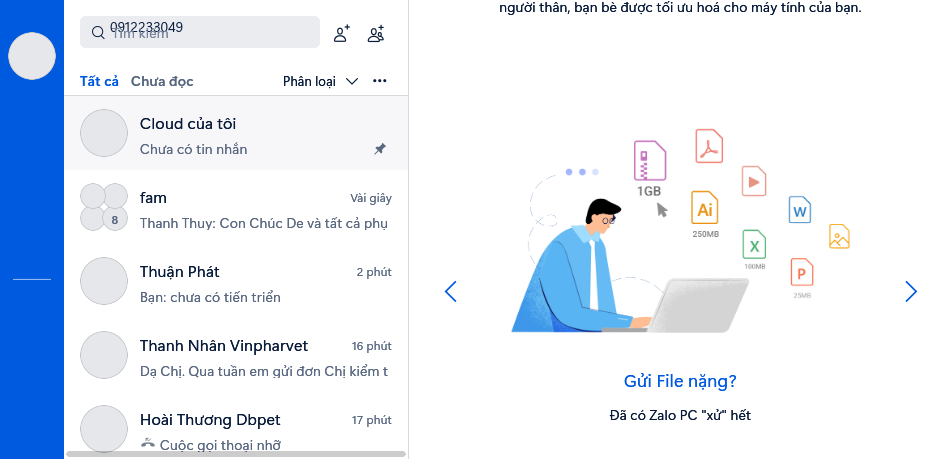 0912233049
Tìm kiếm
Tất cả Chưa đọc Phân loại
Cloud của tôi
Chưa có tin nhắn
fam Vài giây
8 Thanh Thuy: Con Chúc De và tất cả phụ
Thuận Phát 2 phút
Bạn: chưa có tiến triển
Thanh Nhân Vinpharvet 16 phút
Dạ Chị. Qua tuần em gửi đơn Chị kiểm t
Hoài Thương Dbpet 17 phút
Cuộc gọi thoại nhỡ
người thân, bạn bè được tối ưu hoá cho máy tính của bạn.
1GB
Ai
250MB
W
X
100MB
P
25MB
Gửi File nặng?
Đã có Zalo PC "xử" hết